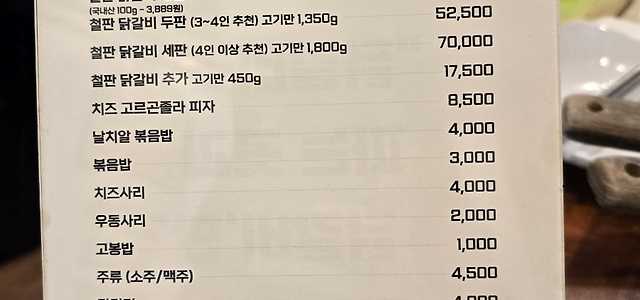 (국내산 100g - 3,889원)
철판 닭갈비 두판 (3~4인 추천) 고기만 1,350g 52,500
철판 닭갈비 세판 (4인 이상 추천) 고기만 1,800g 70,000
철판 닭갈비 추가 고기만 450g 17,500
치즈 고르곤졸라 피자 8,500
날치알 볶음밥 4,000
볶음밥 3,000
치즈사리 4,000
우동사리 2,000
고봉밥 1,000
주류 (소주/맥주) 4,500